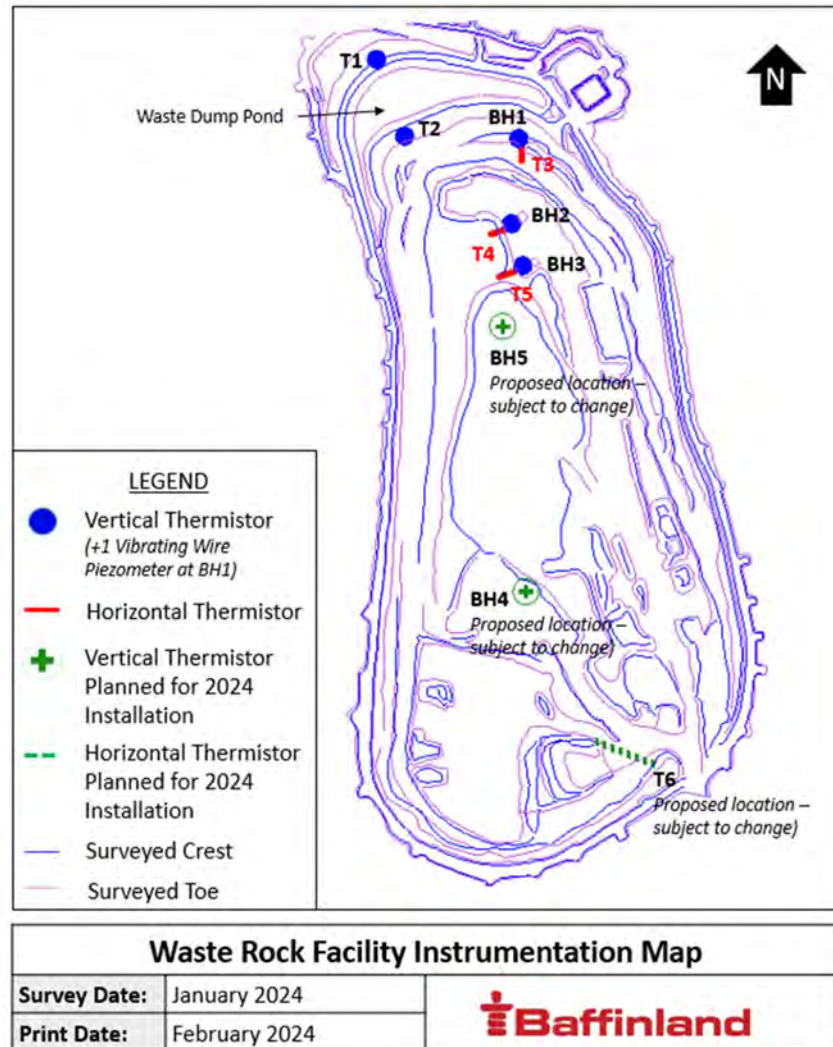 T1
N
Waste Dump Pond
T2
BH1
T3
BH2
T4
BH3
T5
BH5
Proposed location –
subject to change)
LEGEND
Vertical Thermistor
(+1 Vibrating Wire
Piezometer at BH1)
Horizontal Thermistor
Vertical Thermistor
Planned for 2024
Installation
Horizontal Thermistor
Planned for 2024
Installation
Surveyed Crest
Surveyed Toe
BH4
Proposed location –
subject to change)
T6
Proposed location –
subject to change)
Waste Rock Facility Instrumentation Map
Survey Date: January 2024
Print Date: February 2024
Baffinland